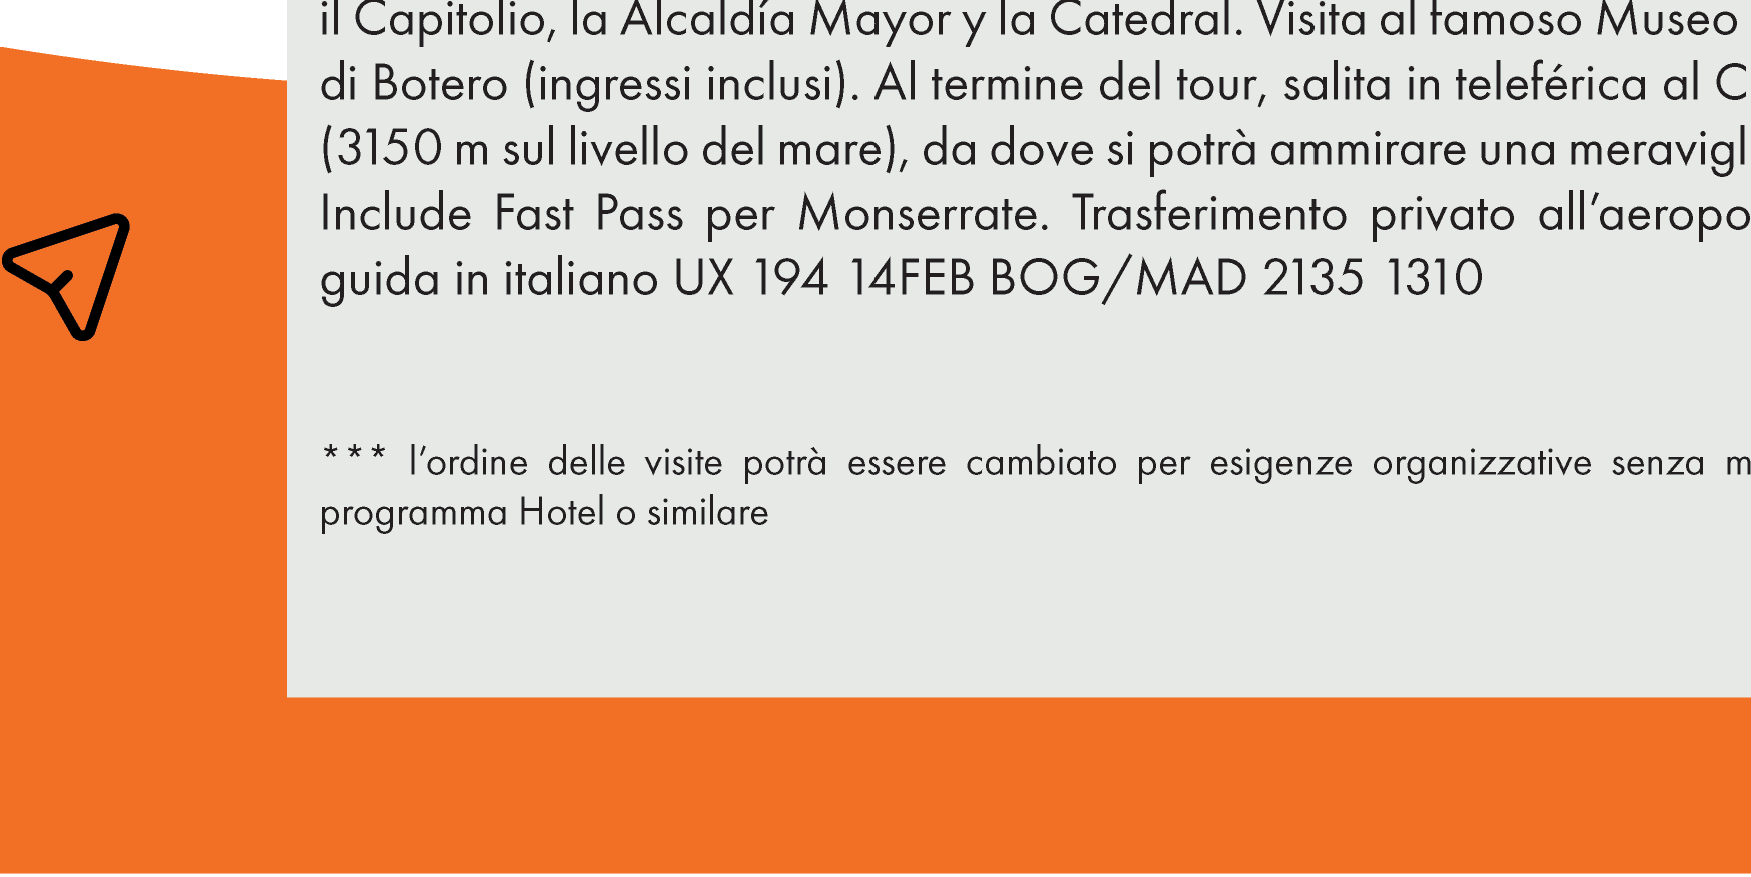 il Capitolio, la Alcaldía Mayor y la Catedral. Visita al famoso Museo
di Botero (ingressi inclusi). Al termine del tour, salita in teleférica al C
(3150 m sul livello del mare), da dove si potrà ammirare una meravigl
Include Fast Pass per Monserrate. Trasferimento privato all’aeropo
guida in italiano UX 194 14FEB BOG/MAD 2135 1310
*** l’ordine delle visite potrà essere cambiato per esigenze organizzative senza m
programma Hotel o similare